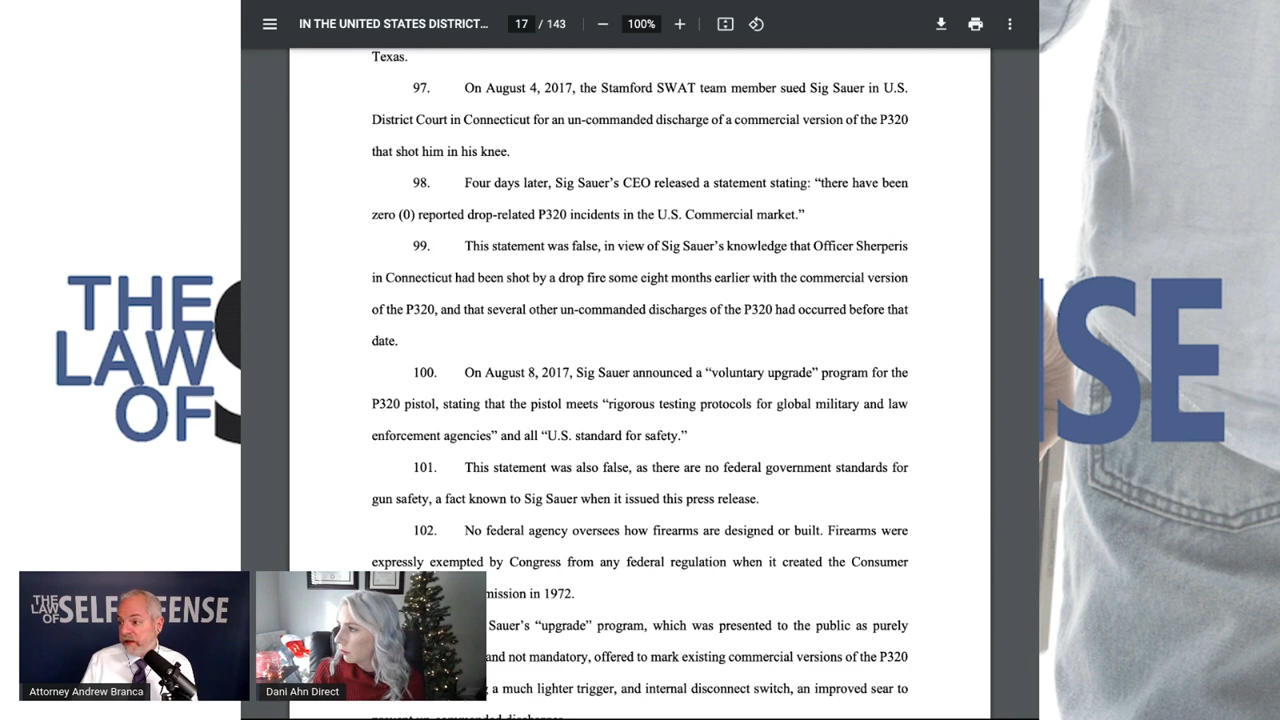 IN THE UNITED STATES DISTRICT... 17 / 143 100%
Texas.
97. On August 4, 2017, the Stamford SWAT team member sued Sig Sauer in U.S.
District Court in Connecticut for an un-commanded discharge of a commercial version of the P320
that shot him in his knee.
98. Four days later, Sig Sauer’s CEO released a statement stating: “there have been
zero (0) reported drop-related P320 incidents in the U.S. Commercial market.”
99. This statement was false, in view of Sig Sauer’s knowledge that Officer Sherperis
in Connecticut had been shot by a drop fire some eight months earlier with the commercial version
of the P320, and that several other un-commanded discharges of the P320 had occurred before that
date.
100. On August 8, 2017, Sig Sauer announced a “voluntary upgrade” program for the
P320 pistol, stating that the pistol meets “rigorous testing protocols for global military and law
enforcement agencies” and all “U.S. standard for safety.”
101. This statement was also false, as there are no federal government standards for
gun safety, a fact known to Sig Sauer when it issued this press release.
102. No federal agency oversees how firearms are designed or built. Firearms were
expressly exempted by Congress from any federal regulation when it created the Consumer
mission in 1972.
Sauer’s “upgrade” program, which was presented to the public as purely
and not mandatory, offered to mark existing commercial versions of the P320
a much lighter trigger, and internal disconnect switch, an improved sear to
THE
LAW
OF
S
NSE
THE
LAW
OF
SELF
FENSE
Attorney Andrew Branca
Dani Ahn Direct